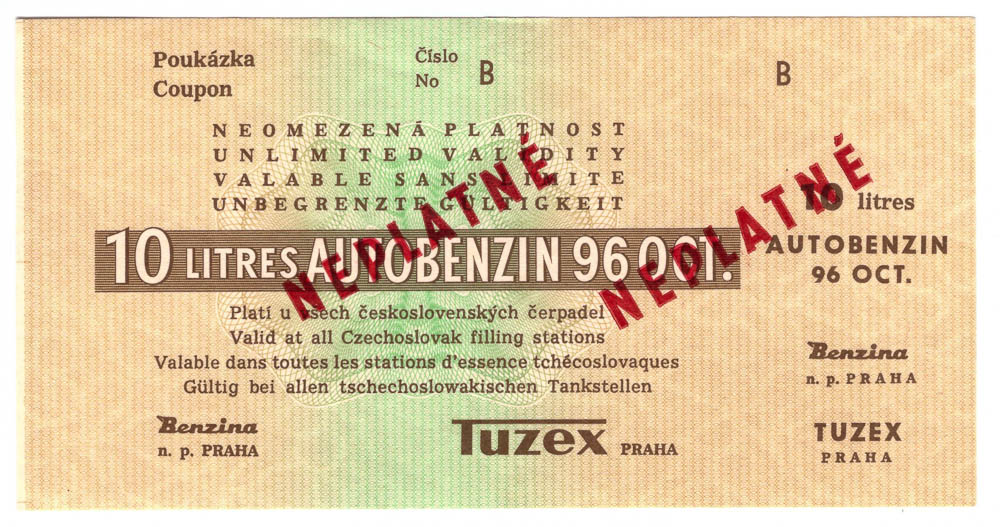 Poukázka
Coupon
Číslo
No B
B
NEOMEZENÁ PLATNOST
UNLIMITED VALIDITY
VALABLE SANS LIMITE
UNBEGRENZTE GÜLTIGKEIT
10 LITRES AUTOBENZIN 96 OCT.
Platí u všech československých čerpadel
Valid at all Czechoslovak filling stations
Valable dans toutes les stations d'essence tchécoslovaques
Gültig bei allen tschechoslowakischen Tankstellen
Benzina
n. p. PRAHA
Tuzex PRAHA
NEPLATNÉ
NEPLATNÉ
10 litres
AUTOBENZIN
96 OCT.
Benzina
n. p. PRAHA
TUZEX
PRAHA